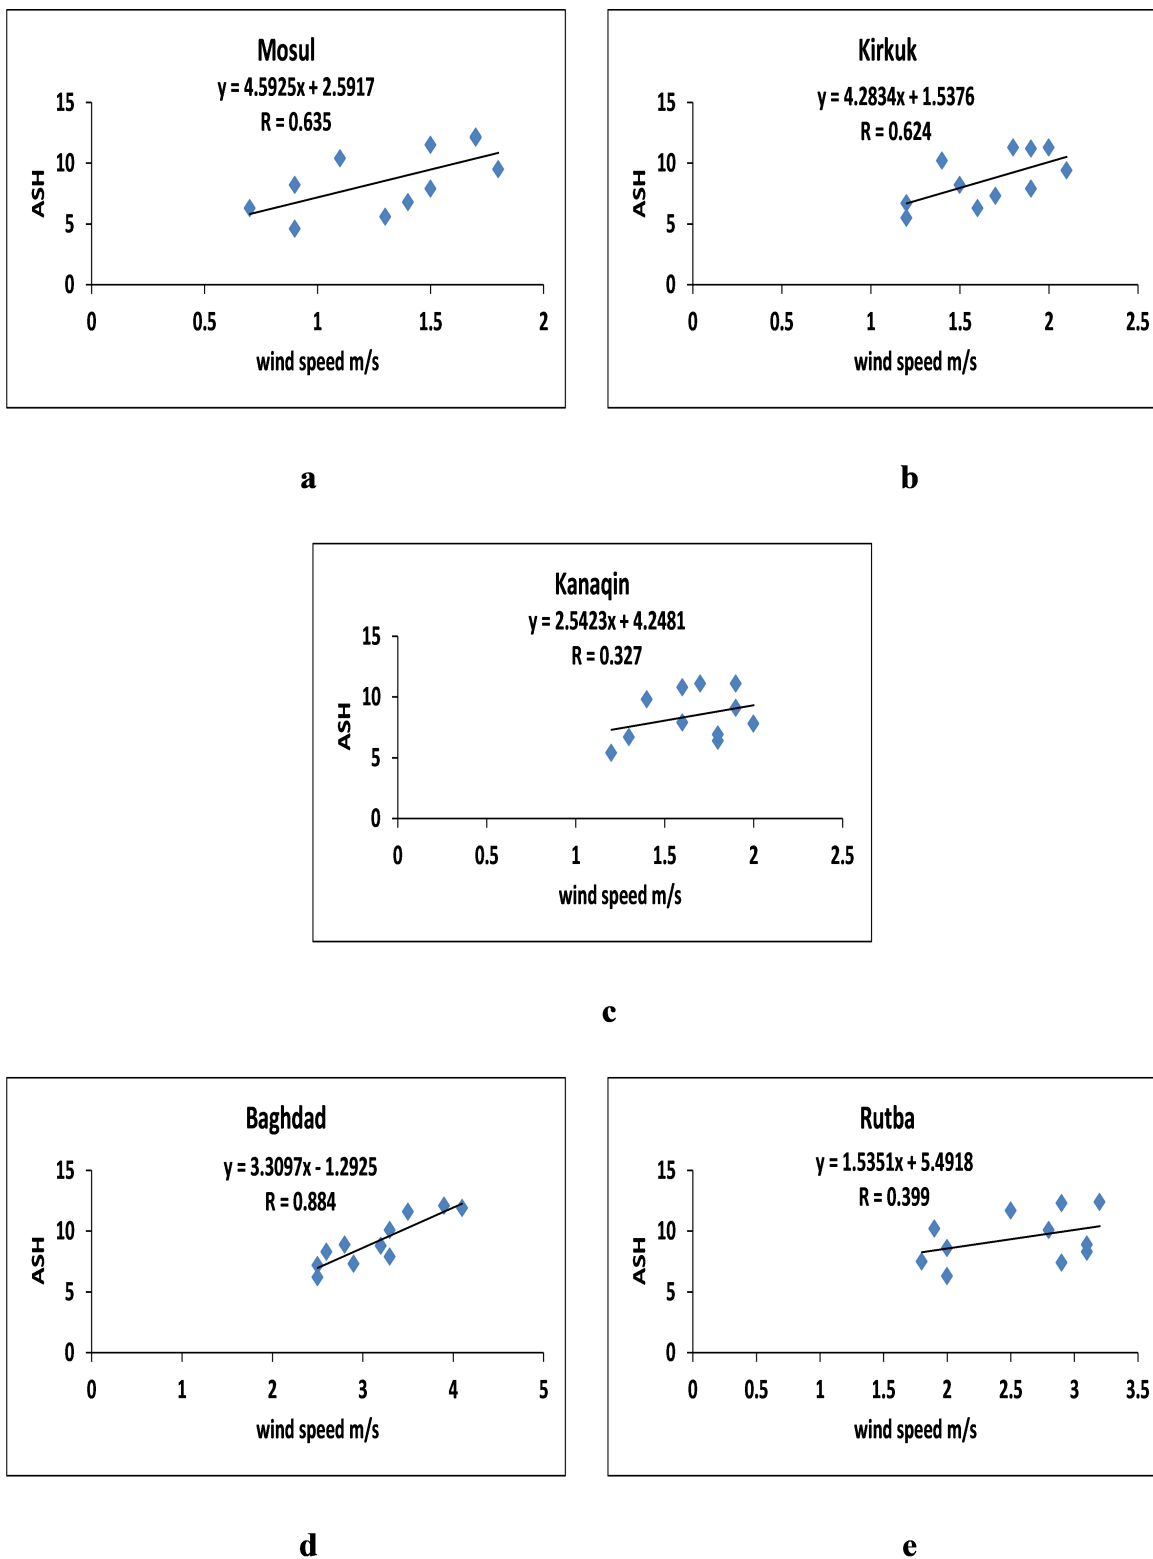 Mosul
y = 4.5925x + 2.5917
R = 0.635
15
10
5
0
ASH
0 0.5 1 1.5 2
wind speed m/s
a
Kirkuk
y = 4.2834x + 1.5376
R = 0.624
15
10
5
0
ASH
0 0.5 1 1.5 2 2.5
wind speed m/s
b
Kanaqin
y = 2.5423x + 4.2481
R = 0.327
15
10
5
0
ASH
0 0.5 1 1.5 2 2.5
wind speed m/s
c
Baghdad
y = 3.3097x - 1.2925
R = 0.884
15
10
5
0
ASH
0 1 2 3 4 5
wind speed m/s
d
Rutba
y = 1.5351x + 5.4918
R = 0.399
15
10
5
0
ASH
0 0.5 1 1.5 2 2.5 3 3.5
wind speed m/s
e